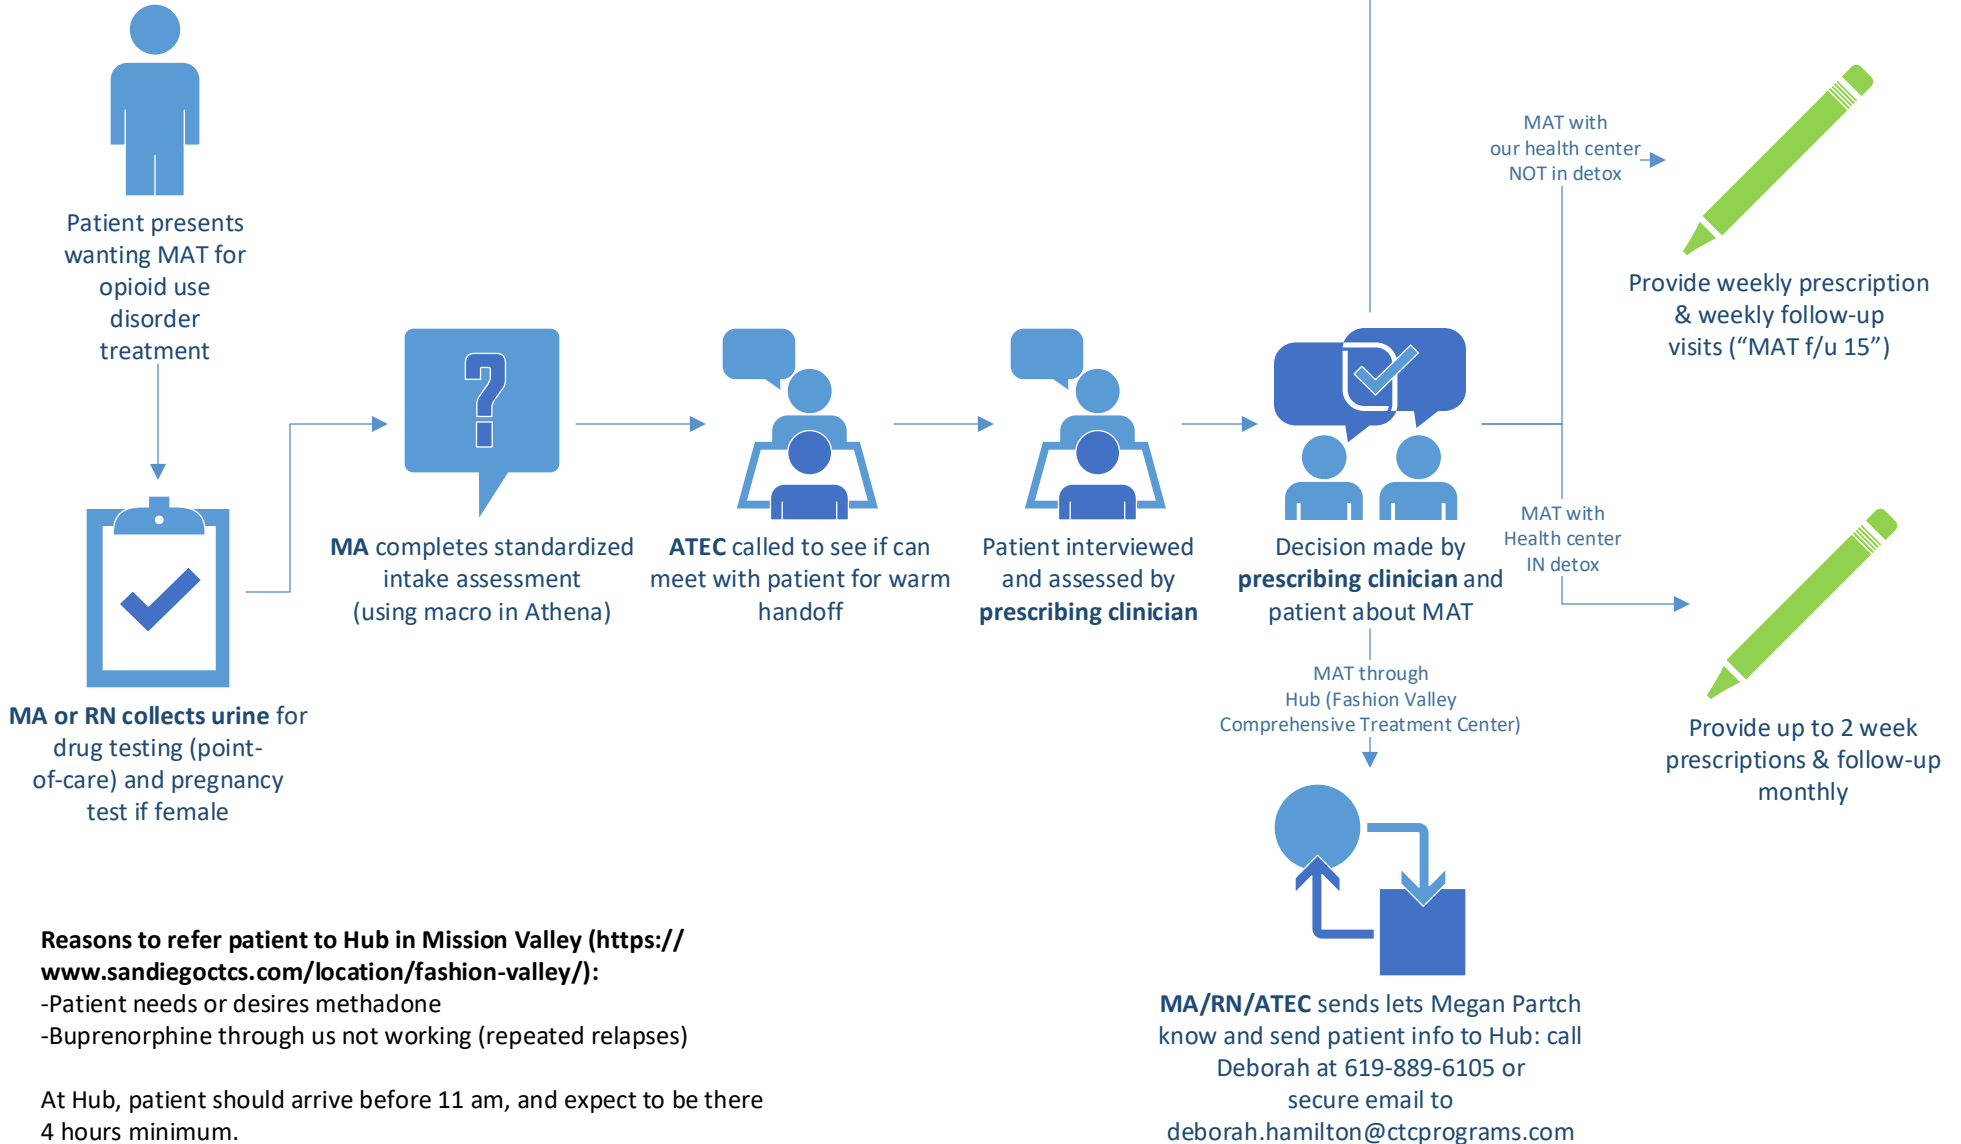 Patient presents
wanting MAT for
opioid use
disorder
treatment
MA or RN collects urine for
drug testing (point-
of-care) and pregnancy
test if female
MA completes standardized
intake assessment
(using macro in Athena)
ATEC called to see if can
meet with patient for warm
handoff
Patient interviewed
and assessed by
prescribing clinician
Decision made by
prescribing clinician and
patient about MAT
MAT with
our health center
NOT in detox
Provide weekly prescription
& weekly follow-up
visits (“MAT f/u 15”)
MAT with
Health center
IN detox
Provide up to 2 week
prescriptions & follow-up
monthly
MAT through
Hub (Fashion Valley
Comprehensive Treatment Center)
MA/RN/ATEC sends lets Megan Partch
know and send patient info to Hub: call
Deborah at 619-889-6105 or
secure email to
deborah.hamilton@ctcprograms.com
Reasons to refer patient to Hub in Mission Valley (https://
www.sandiegoctcs.com/location/fashion-valley/):
-Patient needs or desires methadone
-Buprenorphine through us not working (repeated relapses)
At Hub, patient should arrive before 11 am, and expect to be there
4 hours minimum.